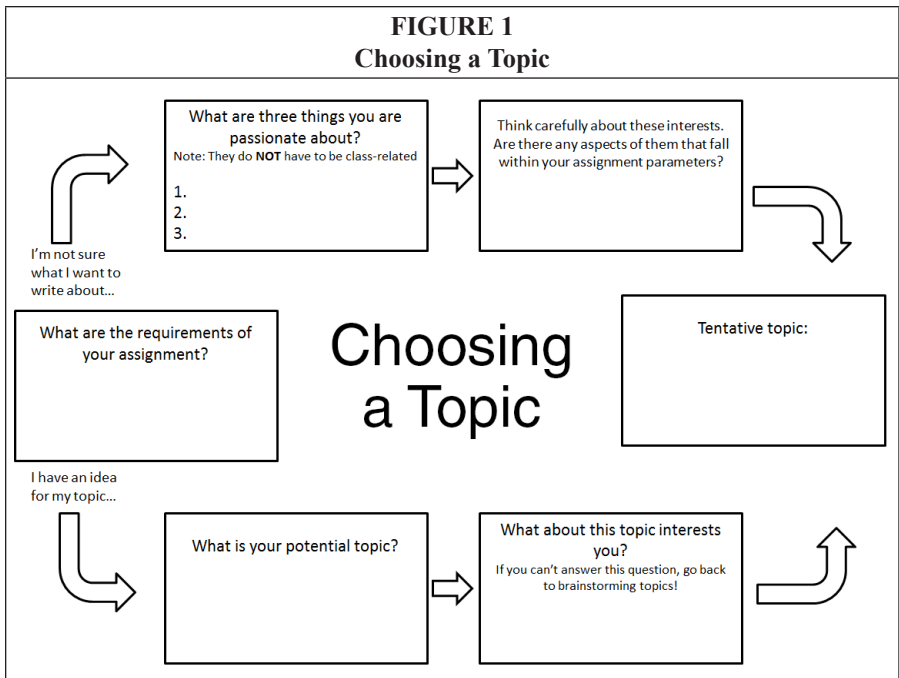 FIGURE 1
Choosing a Topic
What are three things you are
passionate about?
Note: They do NOT have to be class-related
1.
2.
3.
Think carefully about these interests.
Are there any aspects of them that fall
within your assignment parameters?
I'm not sure
what I want to
write about...
What are the requirements of
your assignment?
Choosing
a Topic
Tentative topic:
I have an idea
for my topic...
What is your potential topic?
What about this topic interests
you?
If you can't answer this question, go back
to brainstorming topics!